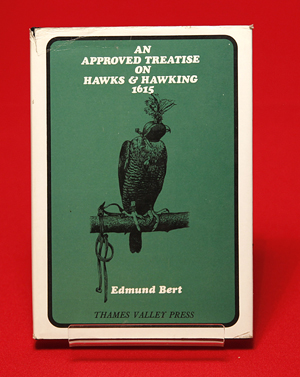 AN
APPROVED TREATISE
ON
HAWKS & HAWKING
1615
Edmund Bert
THAMES VALLEY PRESS